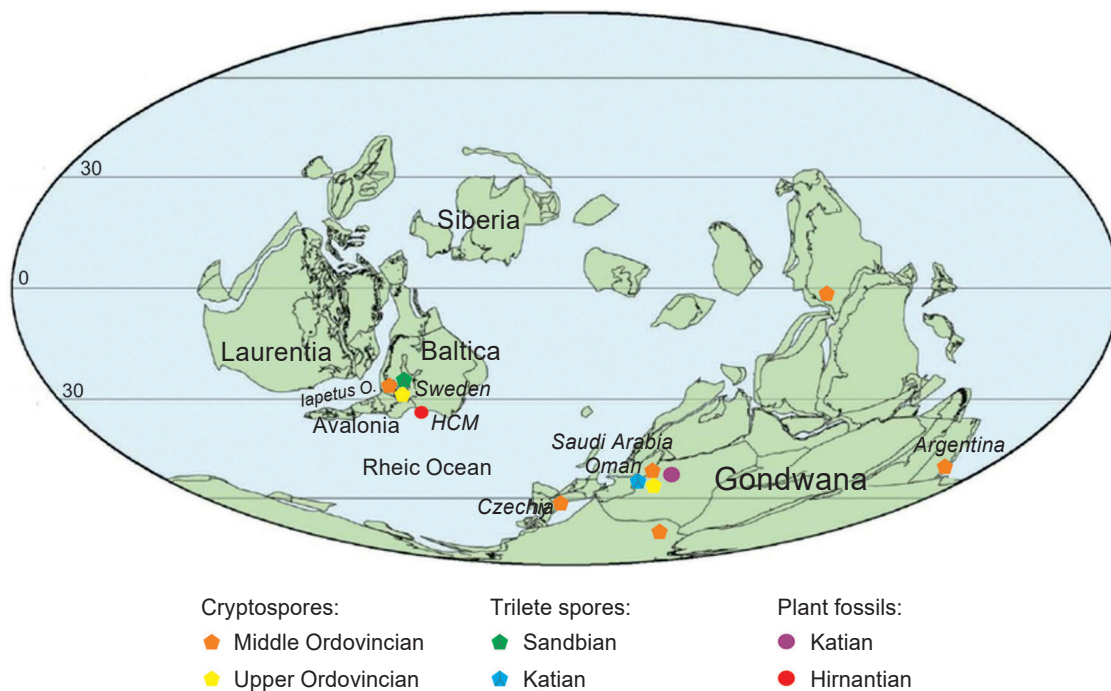 30
Siberia
0
Laurentia
Baltica
Iapetus O.
Sweden
30
Avalonia
HCM
Rheic Ocean
Saudi Arabia
Oman
Argentina
Gondwana
Czechia
Cryptospores:
Middle Ordovincian
Upper Ordovincian
Trilete spores:
Sandbian
Katian
Plant fossils:
Katian
Hirnantian